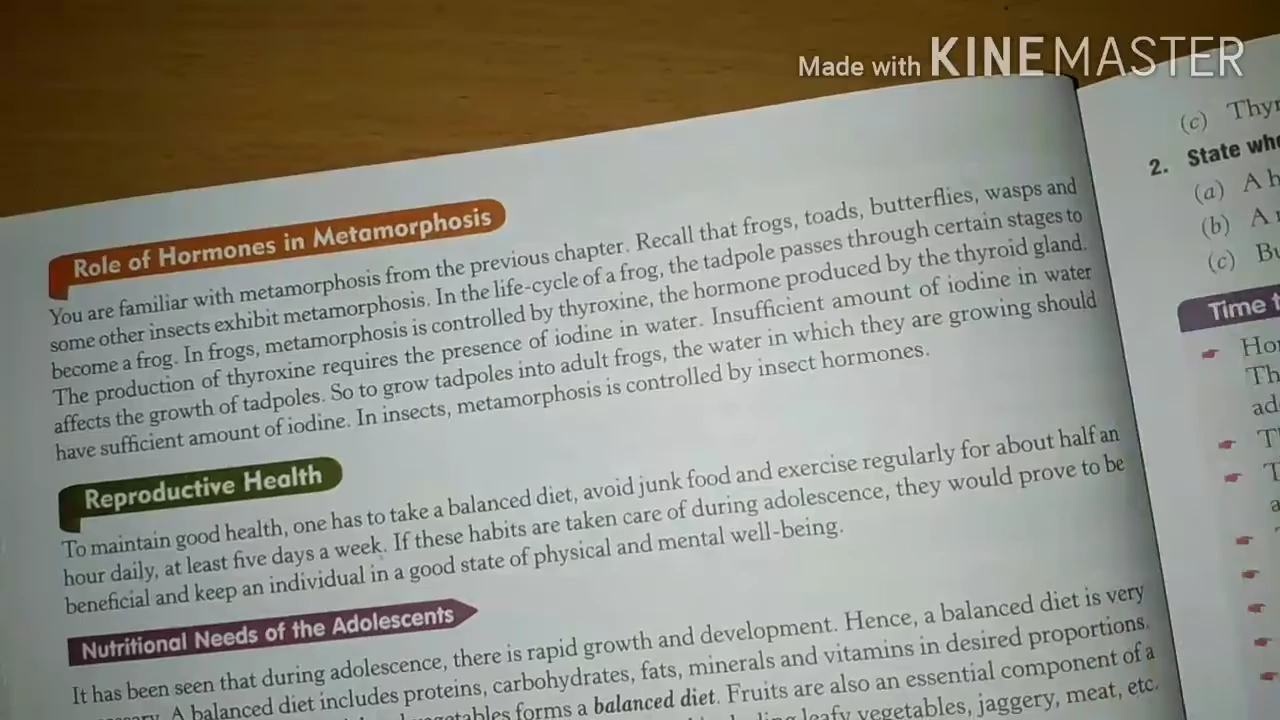 Made with KINEMASTER
Role of Hormones in Metamorphosis
You are familiar with metamorphosis from the previous chapter. Recall that frogs, toads, butterflies, wasps and
some other insects exhibit metamorphosis. In the life-cycle of a frog, the tadpole passes through certain stages to
become a frog. In frogs, metamorphosis is controlled by thyroxine, the hormone produced by the thyroid gland.
The production of thyroxine requires the presence of iodine in water. Insufficient amount of iodine in water
affects the growth of tadpoles. So to grow tadpoles into adult frogs, the water in which they are growing should
have sufficient amount of iodine. In insects, metamorphosis is controlled by insect hormones.
Reproductive Health
To maintain good health, one has to take a balanced diet, avoid junk food and exercise regularly for about half an
hour daily, at least five days a week. If these habits are taken care of during adolescence, they would prove to be
beneficial and keep an individual in a good state of physical and mental well-being.
Nutritional Needs of the Adolescents
It has been seen that during adolescence, there is rapid growth and development. Hence, a balanced diet is very
A balanced diet includes proteins, carbohydrates, fats, minerals and vitamins in desired proportions.
forms a balanced diet. Fruits are also an essential component of a
leafy vegetables, jaggery, meat, etc.
(c) Thyr
2. State whe
(a) A h
(b) A
(c) Bu
Time t
Hor
Th
ad
T
T
a